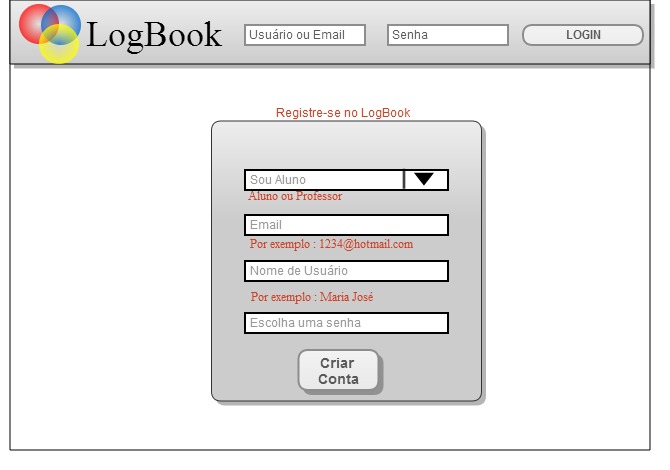 LogBook
Usuário ou Email
Senha
LOGIN
Registre-se no LogBook
Sou Aluno
Aluno ou Professor
Email
Por exemplo : 1234@hotmail.com
Nome de Usuário
Por exemplo : Maria José
Escolha uma senha
Criar
Conta